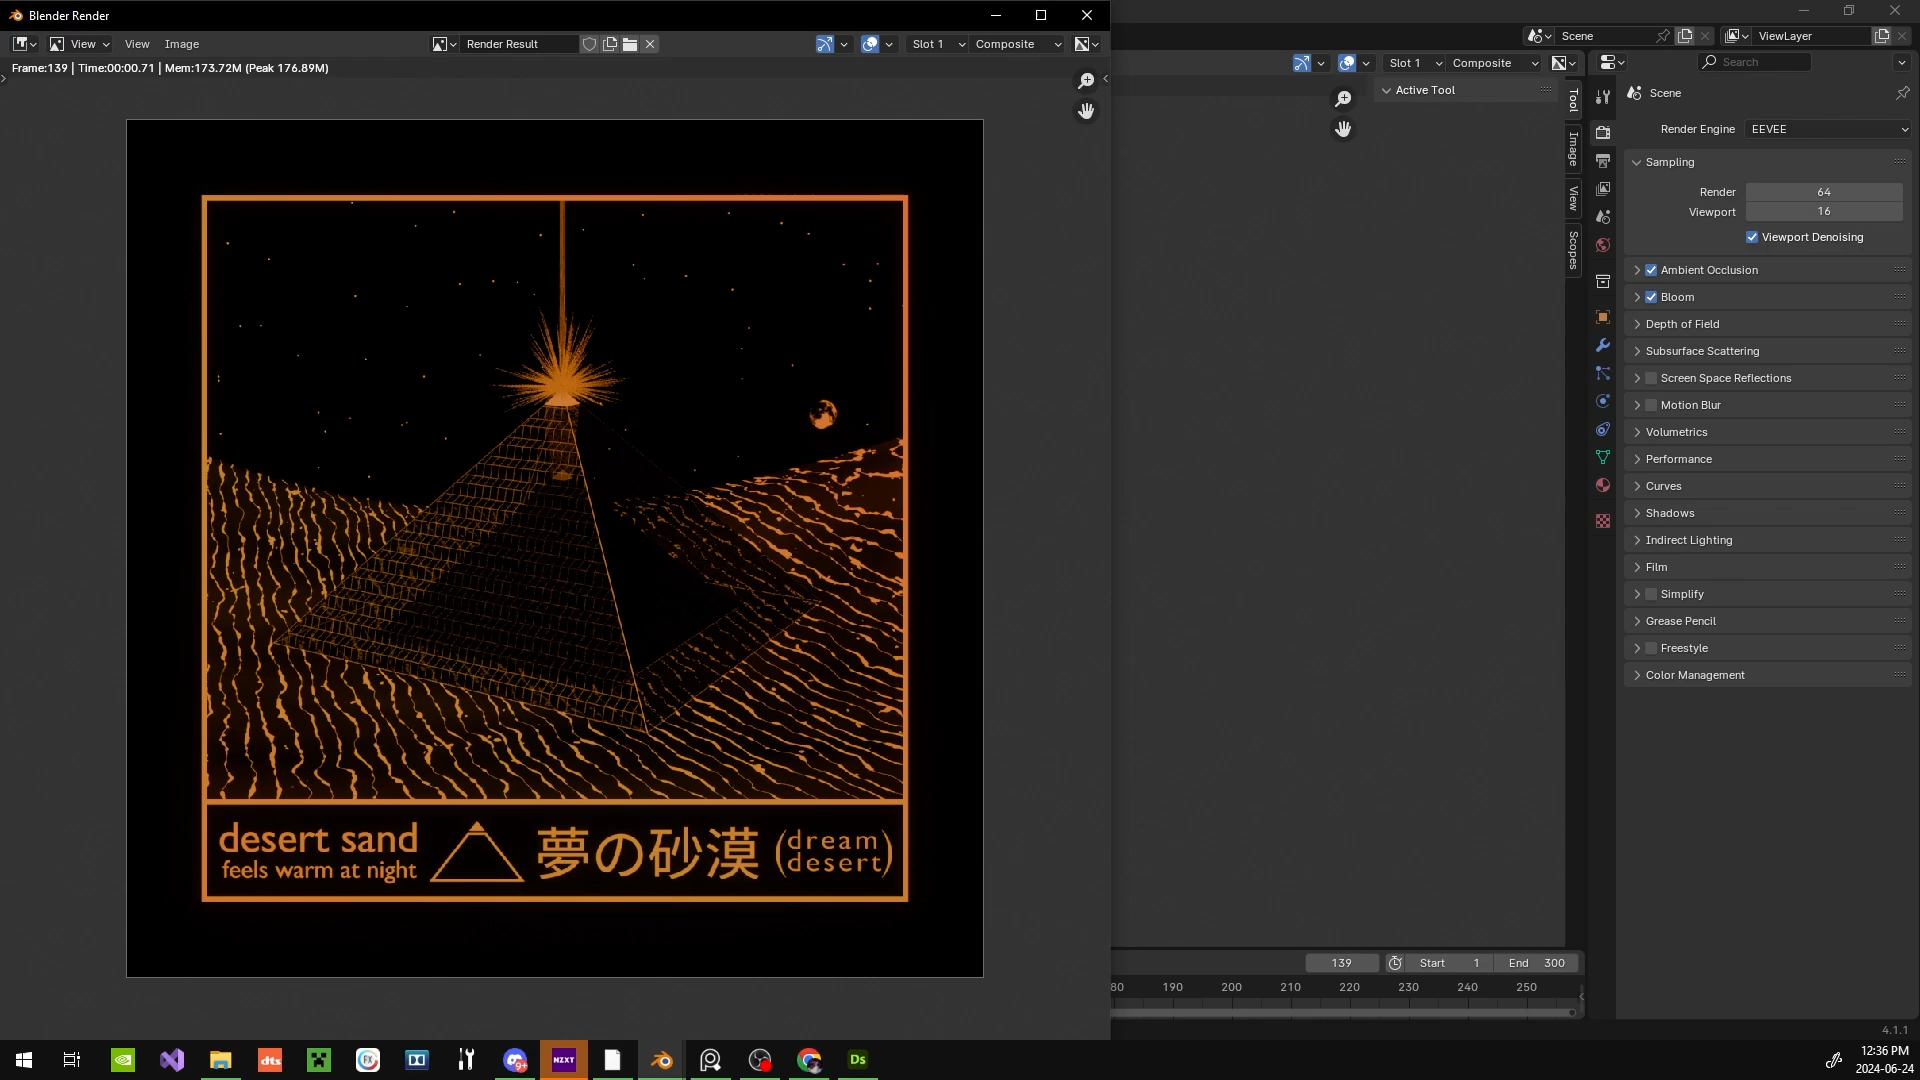 Blender Render
View
View
Image
Render Result
Slot 1
Composite
Frame:139 | Time:00:00.71 | Mem:173.72M (Peak 176.89M)
desert sand
feels warm at night
夢の砂漠
(dream
desert)
Scene
ViewLayer
Slot 1
Composite
Search
Active Tool
Tool
Image
View
Scopes
Scene
Render Engine
EEVEE
Sampling
Render
64
Viewport
16
Viewport Denoising
Ambient Occlusion
Bloom
Depth of Field
Subsurface Scattering
Screen Space Reflections
Motion Blur
Volumetrics
Performance
Curves
Shadows
Indirect Lighting
Film
Simplify
Grease Pencil
Freestyle
Color Management
139
Start 1
End 300
80 190 200 210 220 230 240 250
4.1.1
dts
FX
9+
NZXT
Ds
12:36 PM
2024-06-24